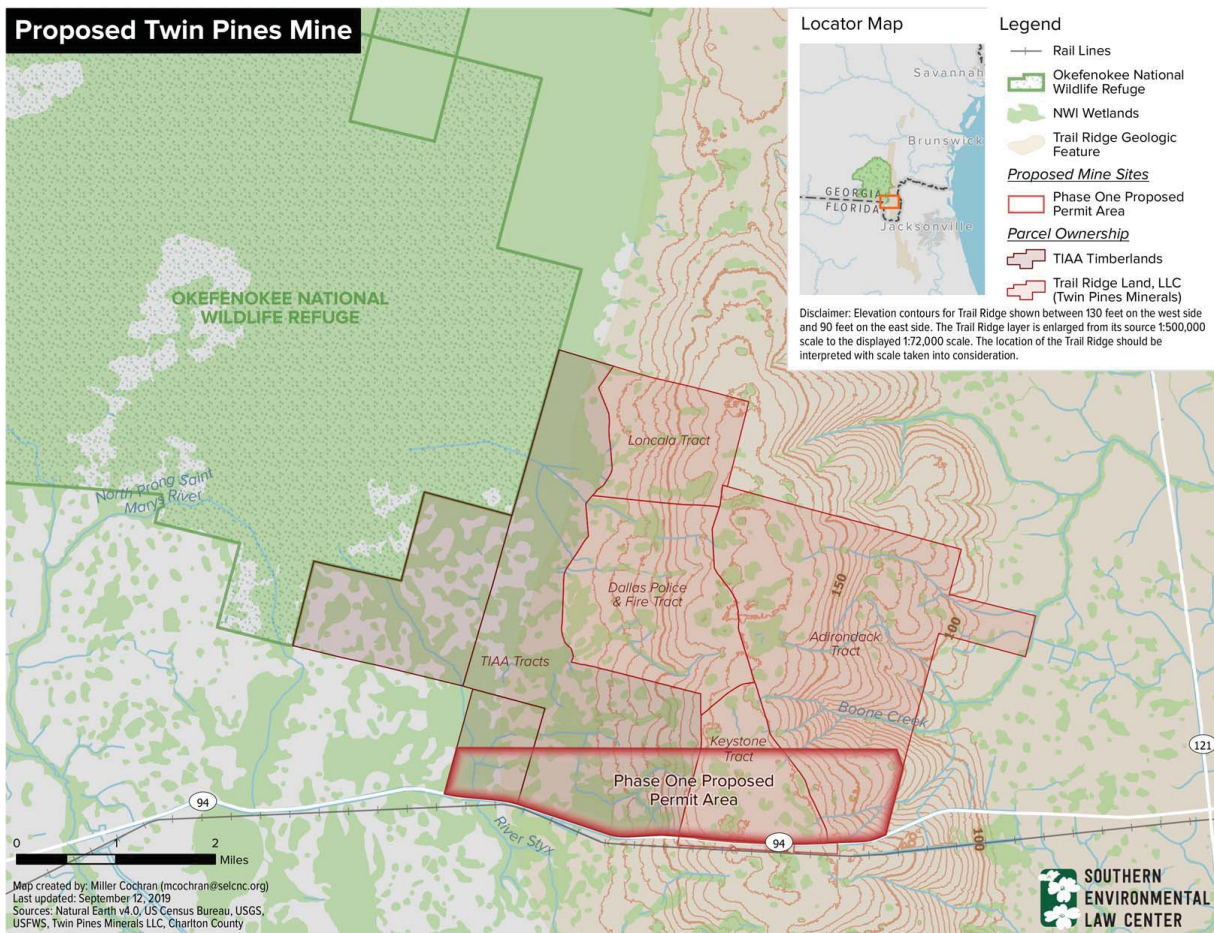 Proposed Twin Pines Mine
Locator Map
Savannah
Brunswick
GEORGIA
FLORIDA
Jacksonville
Legend
Rail Lines
Okefenokee National
Wildlife Refuge
NWI Wetlands
Trail Ridge Geologic
Feature
Proposed Mine Sites
Phase One Proposed
Permit Area
Parcel Ownership
TIAA Timberlands
Trail Ridge Land, LLC
(Twin Pines Minerals)
Disclaimer: Elevation contours for Trail Ridge shown between 130 feet on the west side
and 90 feet on the east side. The Trail Ridge layer is enlarged from its source 1:500,000
scale to the displayed 1:72,000 scale. The location of the Trail Ridge should be
interpreted with scale taken into consideration.
OKEFENOKEE NATIONAL
WILDLIFE REFUGE
North Prong Saint
Marys River
Loncala Tract
Dallas Police
& Fire Tract
150
100
Adirondack
Tract
TIAA Tracts
Boone Creek
Keystone
Tract
121
Phase One Proposed
Permit Area
94
94
River Styx
100
0 1 2
Miles
Map created by: Miller Cochran (mcochran@selcnc.org)
Last updated: September 12, 2019
Sources: Natural Earth v4.0, US Census Bureau, USGS,
USFWS, Twin Pines Minerals LLC, Charlton County
SOUTHERN
ENVIRONMENTAL
LAW CENTER